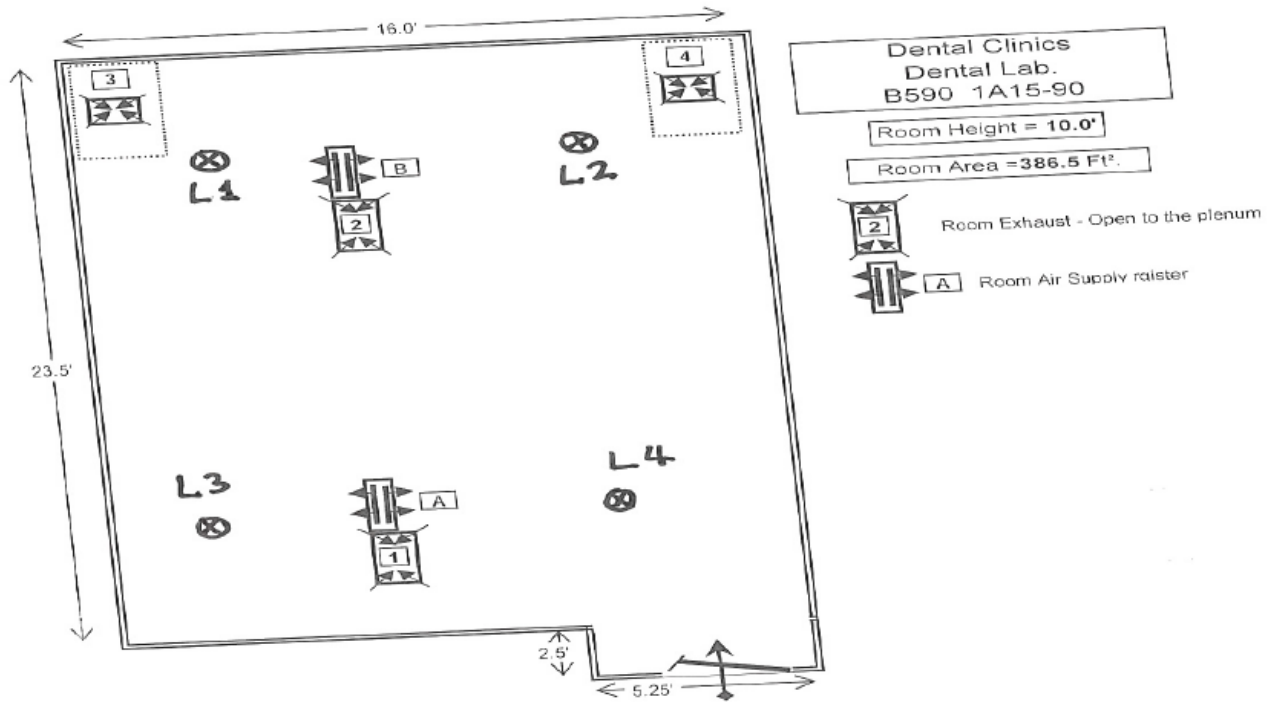 16.0'
3
4
Dental Clinics
Dental Lab.
B590 1A15-90
Room Height = 10.0'
Room Area =386.5 Ft².
L1
B
L2
2
2
Room Exhaust - Open to the plenum
A
Room Air Supply raister
23.5'
L3
A
L4
1
2.5'
5.25'